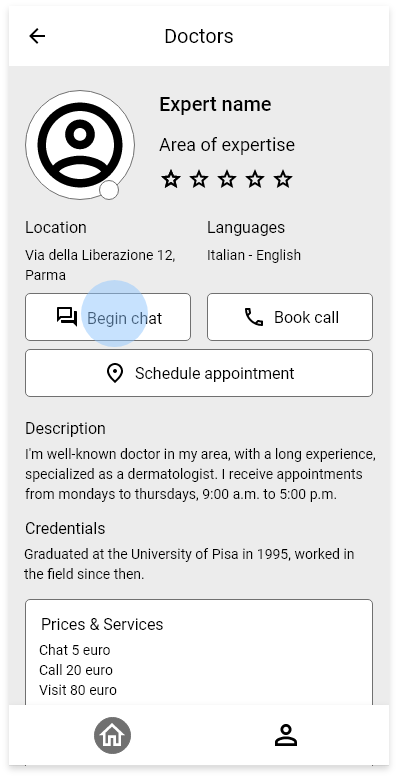 Doctors
Expert name
Area of expertise
Location
Languages
Via della Liberazione 12,
Parma
Italian - English
Begin chat
Book call
Schedule appointment
Description
I'm well-known doctor in my area, with a long experience,
specialized as a dermatologist. I receive appointments
from mondays to thursdays, 9:00 a.m. to 5:00 p.m.
Credentials
Graduated at the University of Pisa in 1995, worked in
the field since then.
Prices & Services
Chat 5 euro
Call 20 euro
Visit 80 euro